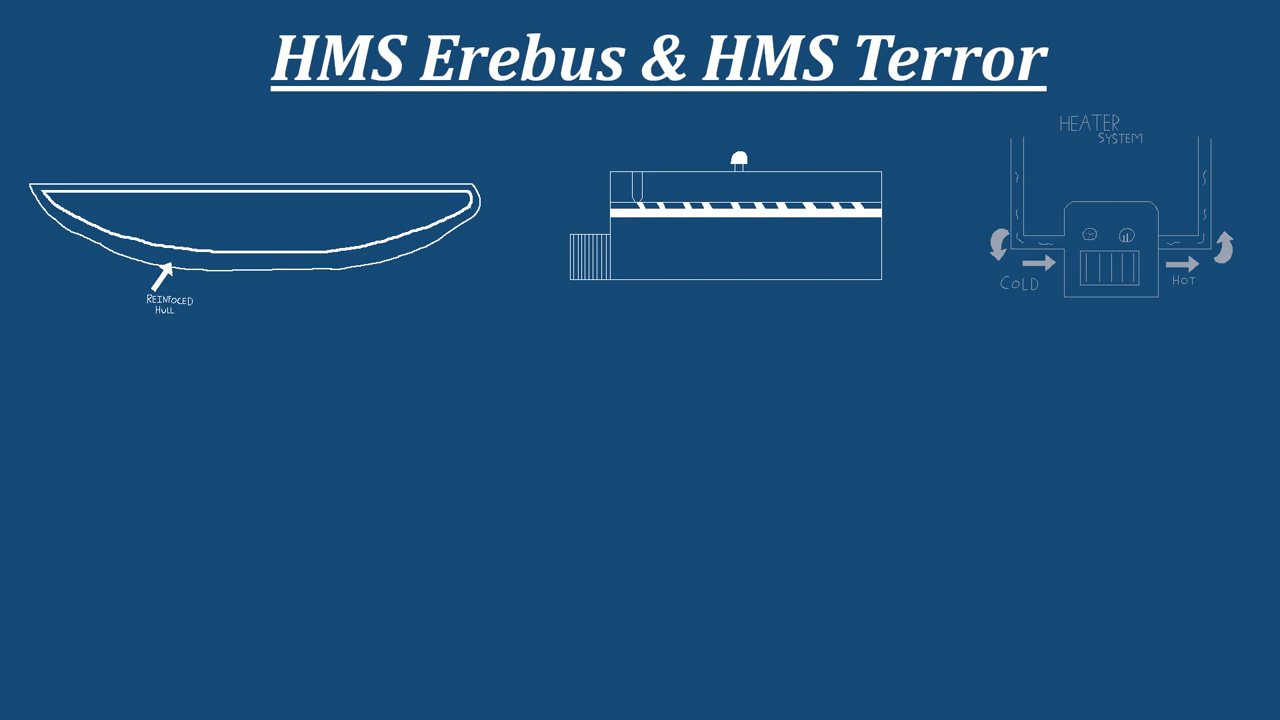 HMS Erebus & HMS Terror
HEATER
SYSTEM
COLD
HOT
REINFOCED
HULL